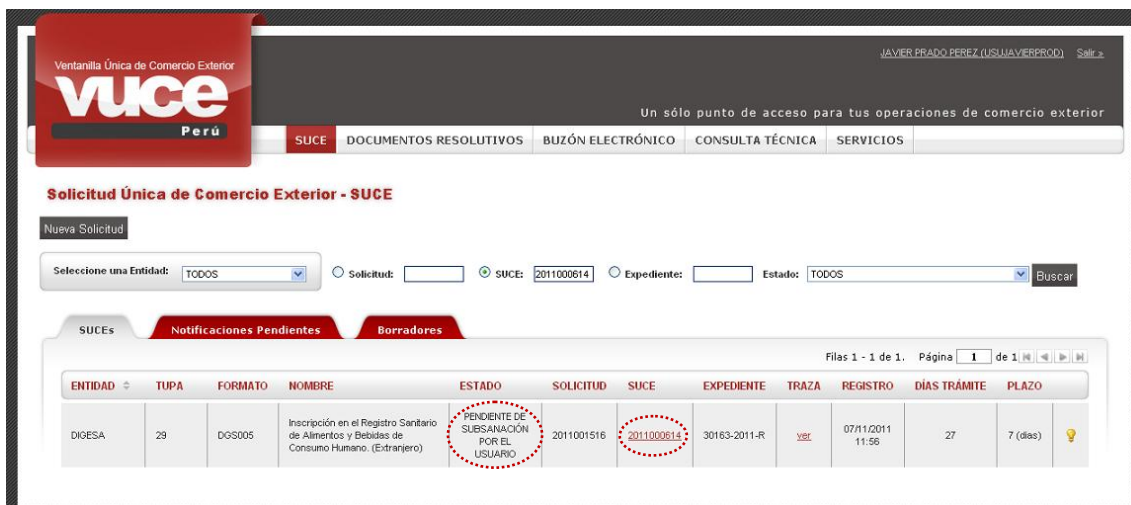 JAVIER PRADO PEREZ (USUJAVIERPROD) Salir »
Ventanilla Única de Comercio Exterior
vuce
Perú
Un sólo punto de acceso para tus operaciones de comercio exterior
SUCE DOCUMENTOS RESOLUTIVOS BUZÓN ELECTRÓNICO CONSULTA TÉCNICA SERVICIOS
Solicitud Única de Comercio Exterior - SUCE
Nueva Solicitud
Seleccione una Entidad: TODOS Solicitud: SUCE: 2011000614 Expediente: Estado: TODOS Buscar
SUCEs Notificaciones Pendientes Borradores
Filas 1 - 1 de 1. Página 1 de 1
ENTIDAD TUPA FORMATO NOMBRE ESTADO SOLICITUD SUCE EXPEDIENTE TRAZA REGISTRO DÍAS TRÁMITE PLAZO
DIGESA 29 DGS005 Inscripción en el Registro Sanitario
de Alimentos y Bebidas de
Consumo Humano. (Extranjero)
PENDIENTE DE
SUBSANACIÓN
POR EL
USUARIO
2011001516 2011000614 30163-2011-R ver 07/11/2011
11:56
27 7 (dias)